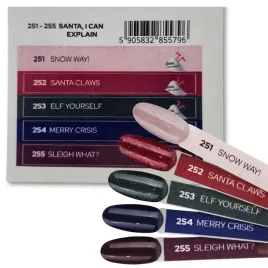 251 - 255 SANTA, I CAN
EXPLAIN
5 905832 855796
251 SNOW WAY!
252 SANTA CLAWS
253 ELF YOURSELF
254 MERRY CRISIS
255 SLEIGH WHAT?
251 SNOW WAY!
252 SANTA CLAWS
253 ELF YOURSELF
254 MERRY CRISIS
255 SLEIGH WHAT?